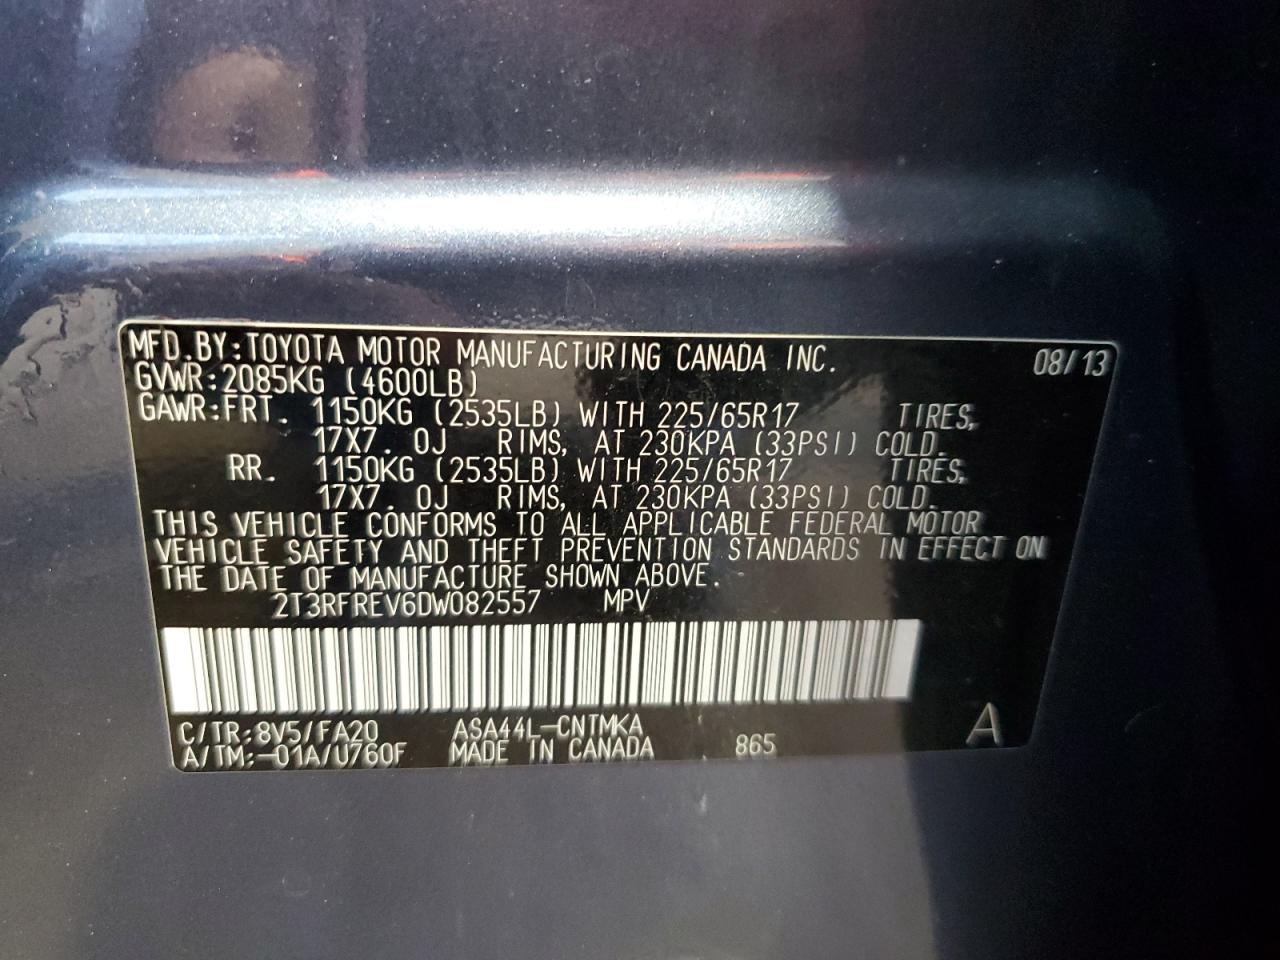 MFD.BY:TOYOTA MOTOR MANUFACTURING CANADA INC. 08/13
GVWR:2085KG (4600LB)
GAWR:FRT. 1150KG (2535LB) WITH 225/65R17 TIRES,
17X7. 0J RIMS, AT 230KPA (33PSI) COLD.
RR. 1150KG (2535LB) WITH 225/65R17 TIRES,
17X7. 0J RIMS, AT 230KPA (33PSI) COLD.
THIS VEHICLE CONFORMS TO ALL APPLICABLE FEDERAL MOTOR
VEHICLE SAFETY AND THEFT PREVENTION STANDARDS IN EFFECT ON
THE DATE OF MANUFACTURE SHOWN ABOVE.
2T3RFREV6DW082557 MPV
C/TR:8V5/FA20 ASA44L-CNTMKA A
A/TM:-01A/U760F MADE IN CANADA 865